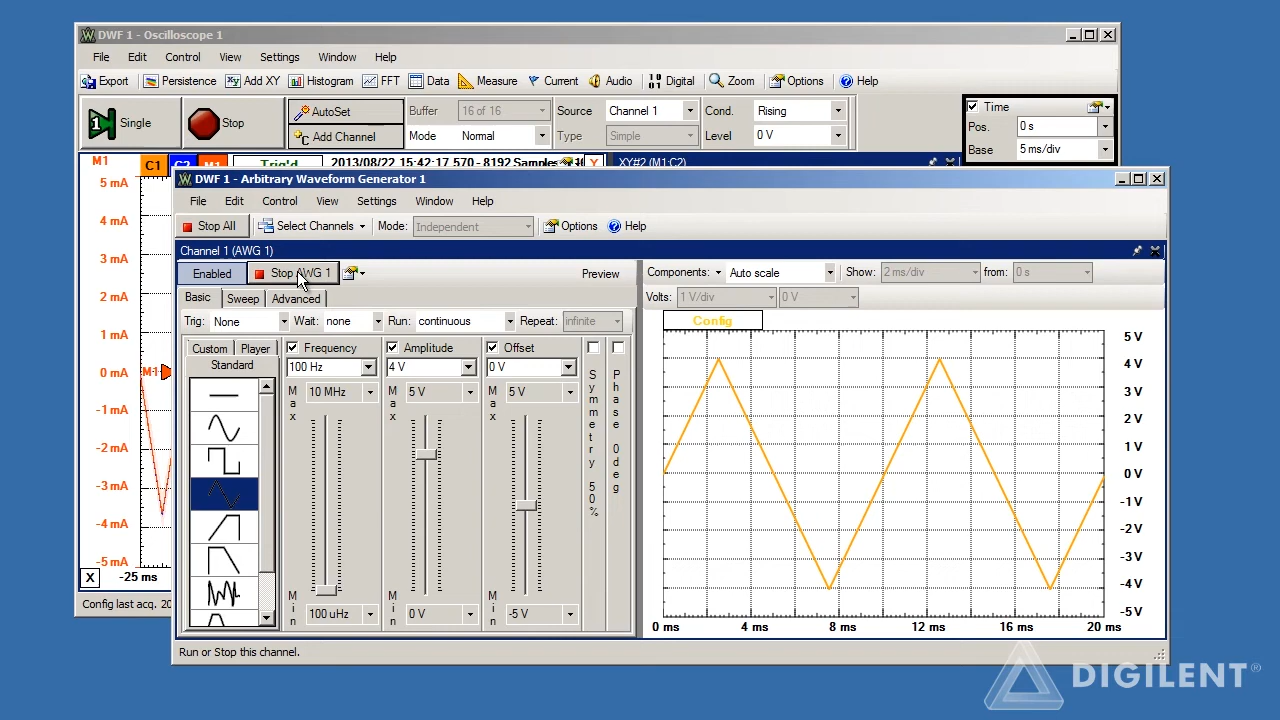 DWF 1 - Oscilloscope 1
File Edit Control View Settings Window Help
Export Persistence Add XY Histogram FFT Data Measure Current Audio Digital Zoom Options Help
Single Stop AutoSet Buffer 16 of 16 Source Channel 1 Cond. Rising Time
Add Channel Mode Normal Type Simple Level 0 V Pos. 0 s
Base 5 ms/div
M1 C1 C2 M1 Trig'd 2013/08/22 15:42:17 570 - 8192 Samples Y XY#2 (M1:C2)
5 mA
4 mA
3 mA
2 mA
1 mA
0 mA
M1
-1 mA
-2 mA
-3 mA
-4 mA
-5 mA
X -25 ms
Config last acq. 20
DWF 1 - Arbitrary Waveform Generator 1
File Edit Control View Settings Window Help
Stop All Select Channels Mode: Independent Options Help
Channel 1 (AWG 1)
Enabled Stop AWG 1 Preview
Basic Sweep Advanced
Trig: None Wait: none Run: continuous Repeat: infinite
Custom Player Frequency Amplitude Offset
Standard 100 Hz 4 V 0 V
Max 10 MHz Max 5 V Max 5 V
Min 100 uHz Min 0 V Min -5 V
Symmetry 50%
Phase 0deg
Components: Auto scale Show: 2 ms/div from: 0 s
Volts: 1 V/div 0 V
Config
5 V
4 V
3 V
2 V
1 V
0 V
-1 V
-2 V
-3 V
-4 V
-5 V
0 ms 4 ms 8 ms 12 ms 16 ms 20 ms
Run or Stop this channel.
DIGILENT®